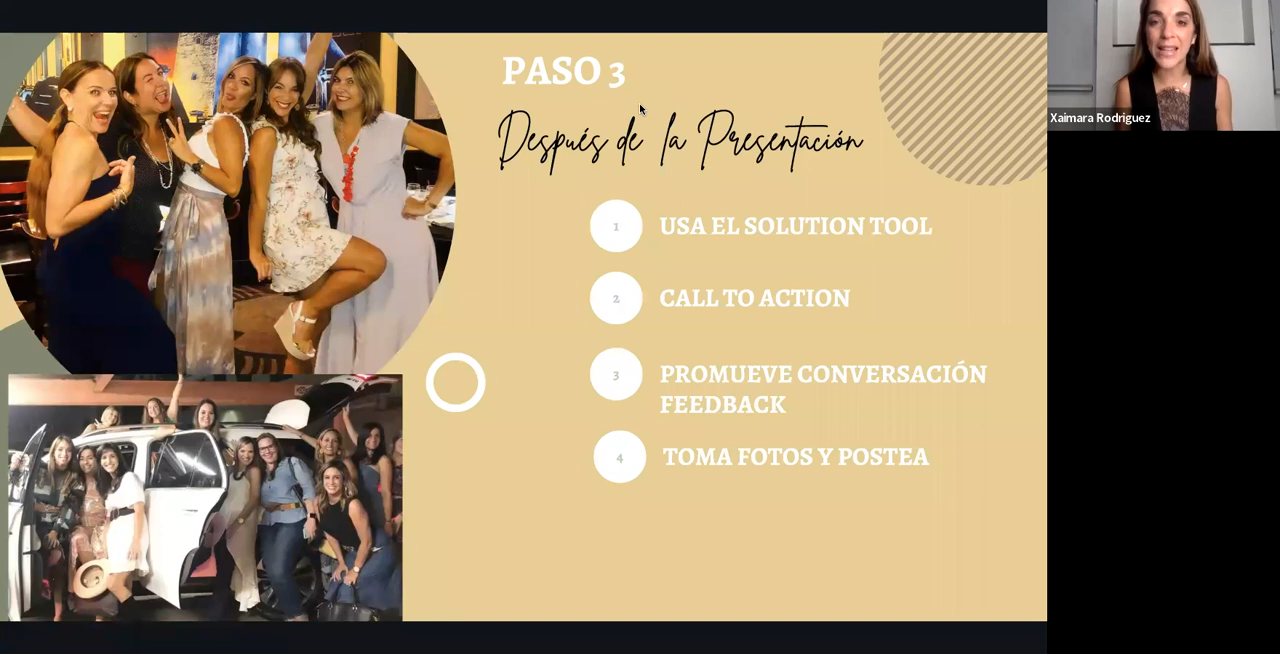 PASO 3
Después de la Presentación
1 USA EL SOLUTION TOOL
2 CALL TO ACTION
3 PROMUEVE CONVERSACIÓN
FEEDBACK
4 TOMA FOTOS Y POSTEA
Xaimara Rodriguez